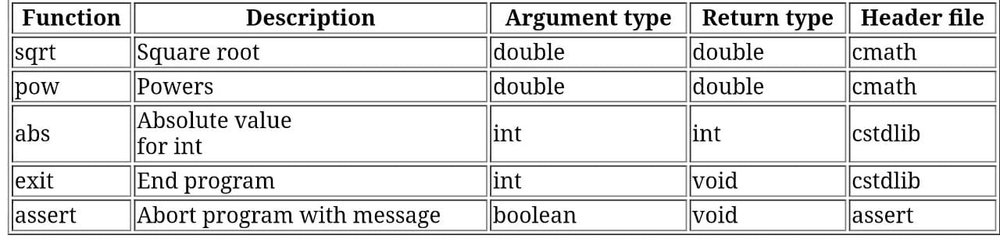 Function Description Argument type Return type Header file
sqrt Square root double double cmath
pow Powers double double cmath
abs Absolute value
for int int int cstdlib
exit End program int void cstdlib
assert Abort program with message boolean void assert